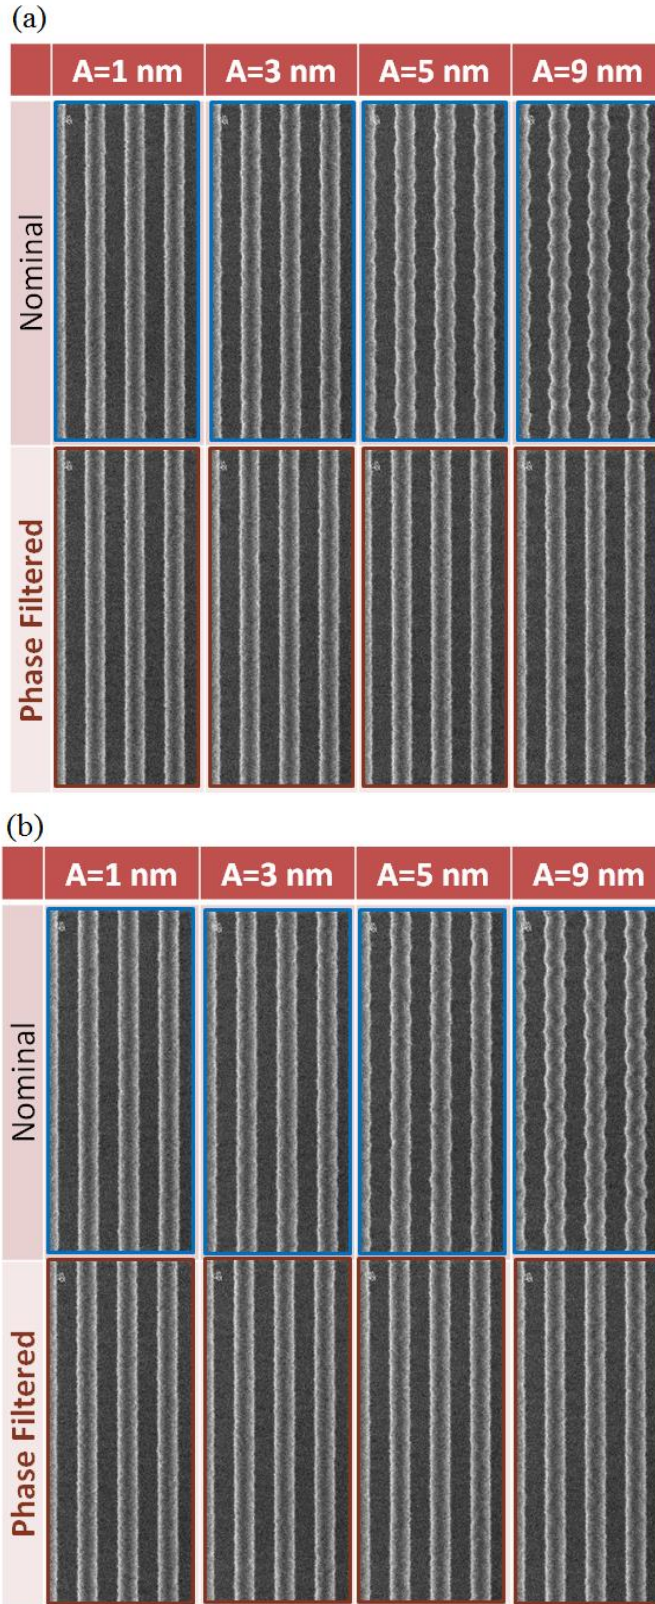 (a)
A=1 nm A=3 nm A=5 nm A=9 nm
Nominal
Phase Filtered
(b)
A=1 nm A=3 nm A=5 nm A=9 nm
Nominal
Phase Filtered